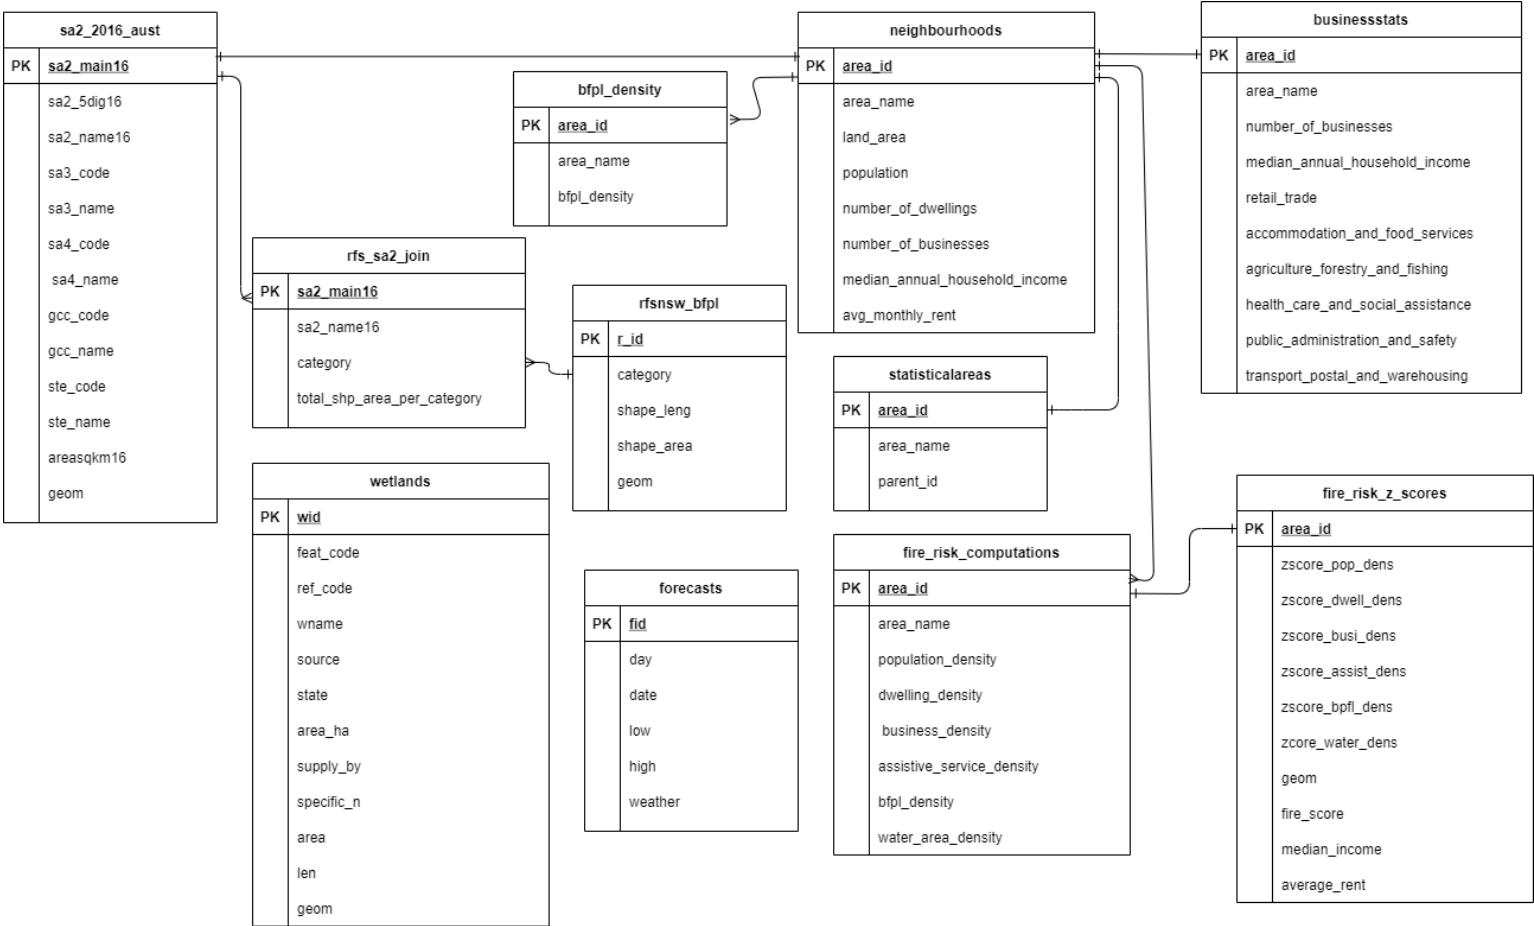 sa2_2016_aust
PK sa2_main16
sa2_5dig16
sa2_name16
sa3_code
sa3_name
sa4_code
sa4_name
gcc_code
gcc_name
ste_code
ste_name
areasqkm16
geom
bfpl_density
PK area_id
area_name
bfpl_density
neighbourhoods
PK area_id
area_name
land_area
population
number_of_dwellings
number_of_businesses
median_annual_household_income
avg_monthly_rent
businessstats
PK area_id
area_name
number_of_businesses
median_annual_household_income
retail_trade
accommodation_and_food_services
agriculture_forestry_and_fishing
health_care_and_social_assistance
public_administration_and_safety
transport_postal_and_warehousing
rfs_sa2_join
PK sa2_main16
sa2_name16
category
total_shp_area_per_category
rfsnsw_bfpl
PK r_id
category
shape_leng
shape_area
geom
statisticalareas
PK area_id
area_name
parent_id
wetlands
PK wid
feat_code
ref_code
wname
source
state
area_ha
supply_by
specific_n
area
len
geom
forecasts
PK fid
day
date
low
high
weather
fire_risk_computations
PK area_id
area_name
population_density
dwelling_density
business_density
assistive_service_density
bfpl_density
water_area_density
fire_risk_z_scores
PK area_id
zscore_pop_dens
zscore_dwell_dens
zscore_busi_dens
zscore_assist_dens
zscore_bpfl_dens
zcore_water_dens
geom
fire_score
median_income
average_rent